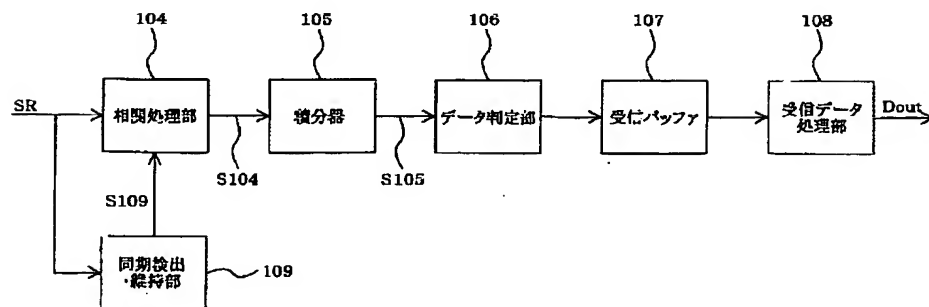 104
105
106
107
108
SR
相関処理部
積分器
データ判定部
受信バッファ
受信データ
処理部
Dout
S104
S105
S109
同期検出
・維持部
109